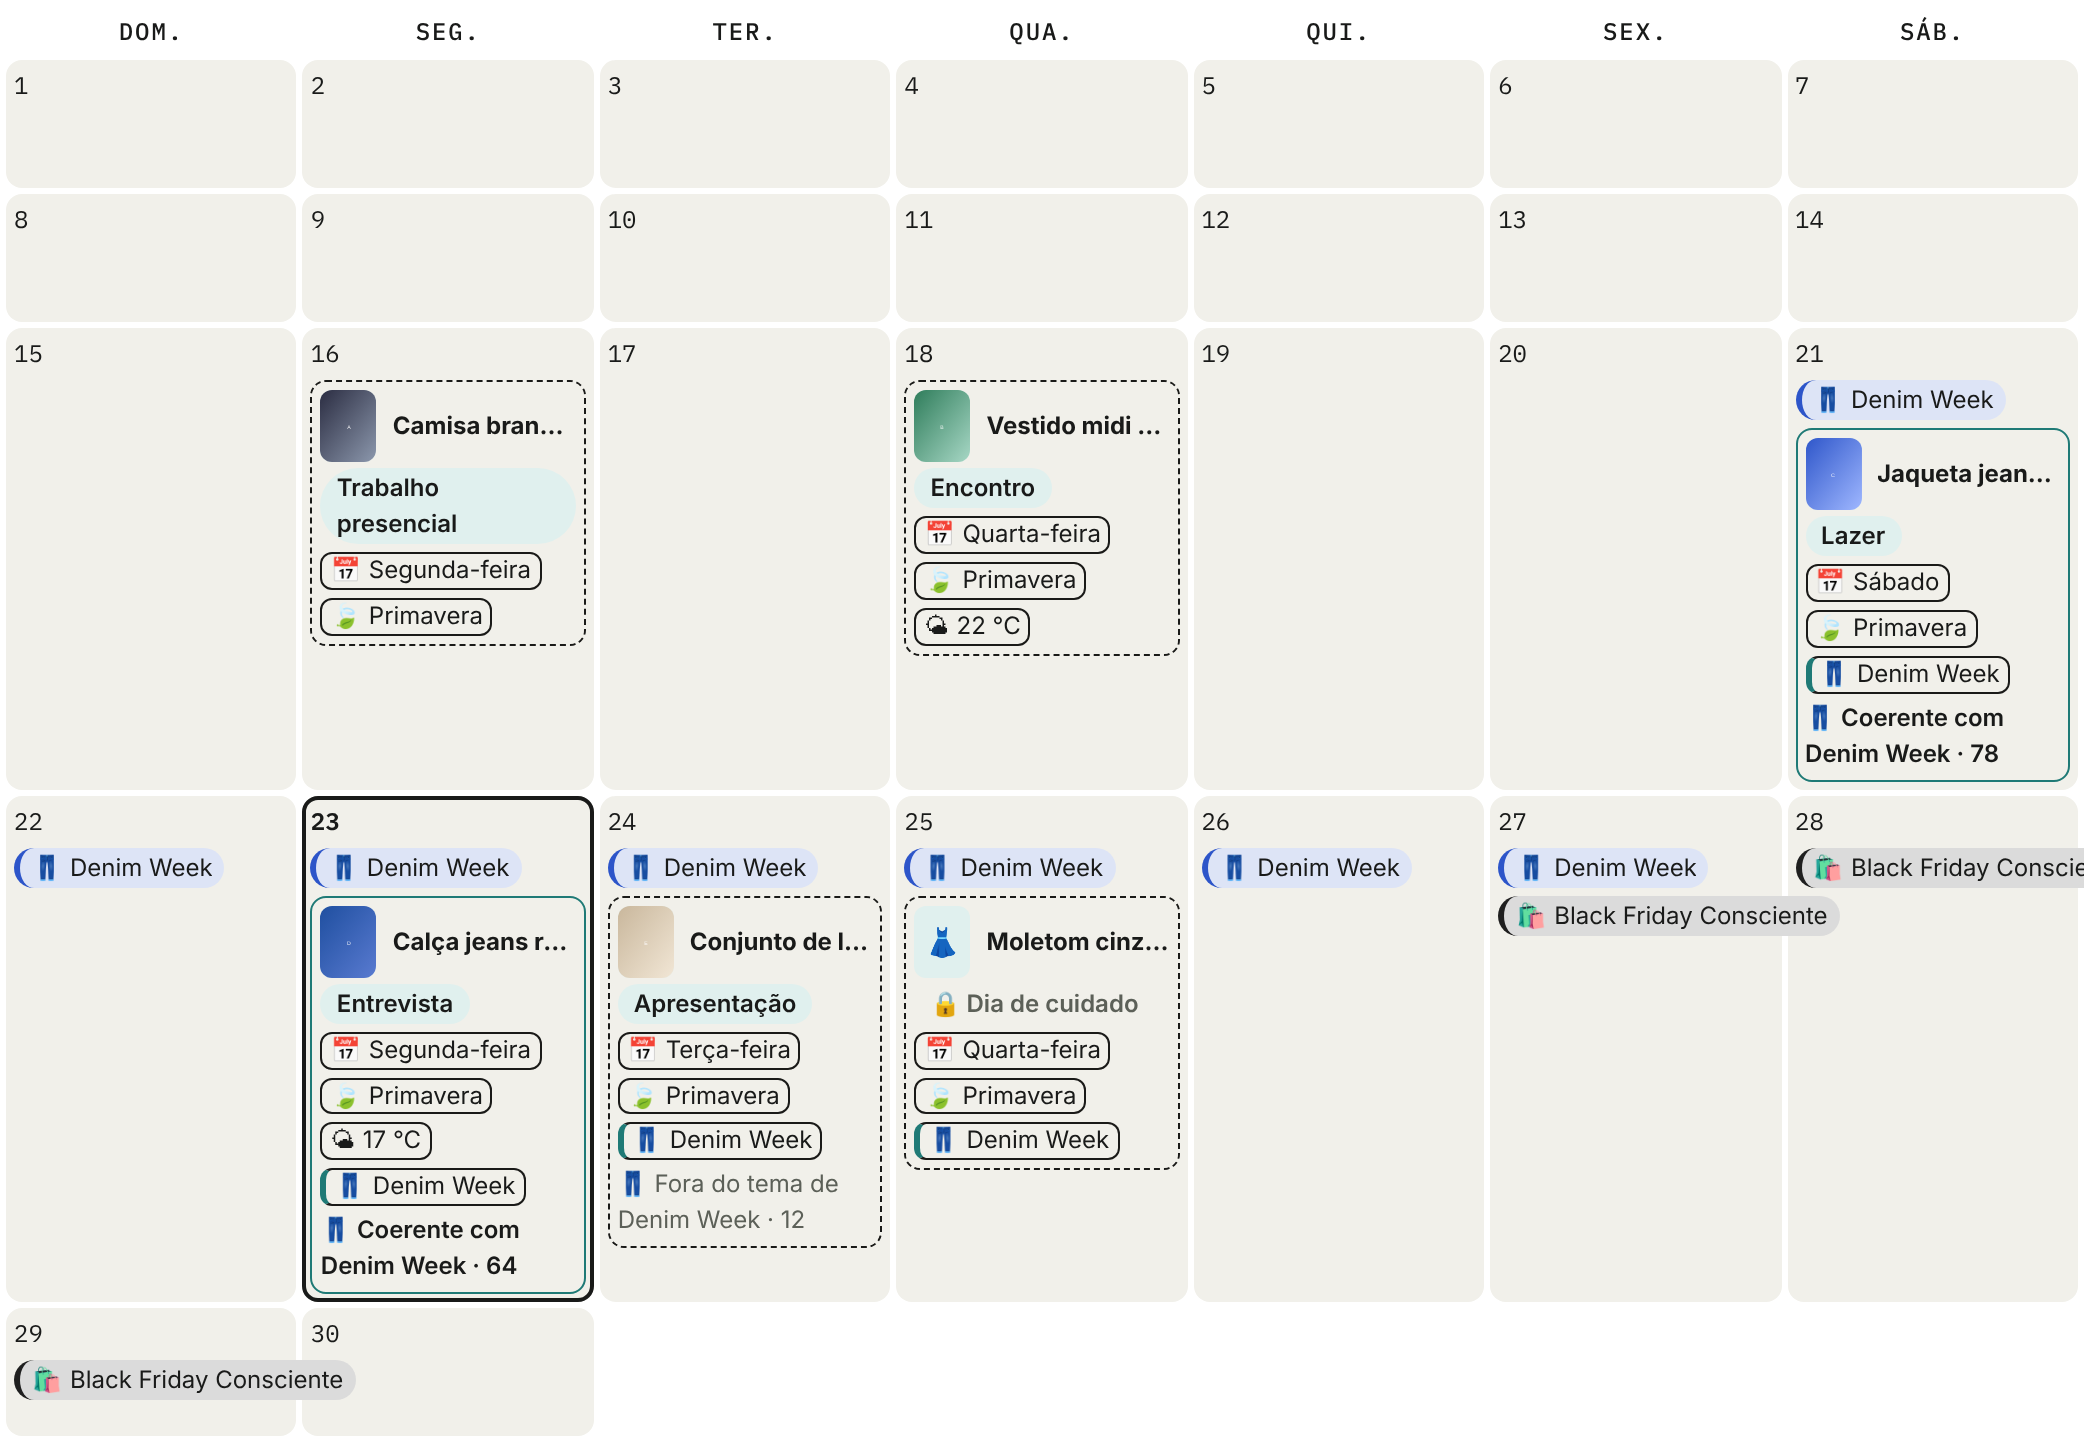 DOM. SEG. TER. QUA. QUI. SEX. SÁB.
1 2 3 4 5 6 7
8 9 10 11 12 13 14
15
16
Camisa bran...
Trabalho
presencial
Segunda-feira
Primavera
17
18
Vestido midi ...
Encontro
Quarta-feira
Primavera
22 °C
19
20
21
Denim Week
Jaqueta jean...
Lazer
Sábado
Primavera
Denim Week
Coerente com
Denim Week · 78
22
Denim Week
23
Denim Week
Calça jeans r...
Entrevista
Segunda-feira
Primavera
17 °C
Denim Week
Coerente com
Denim Week · 64
24
Denim Week
Conjunto de l...
Apresentação
Terça-feira
Primavera
Denim Week
Fora do tema de
Denim Week · 12
25
Denim Week
Moletom cinz...
Dia de cuidado
Quarta-feira
Primavera
Denim Week
26
Denim Week
27
Denim Week
Black Friday Consciente
28
Black Friday Conscie
29
Black Friday Consciente
30